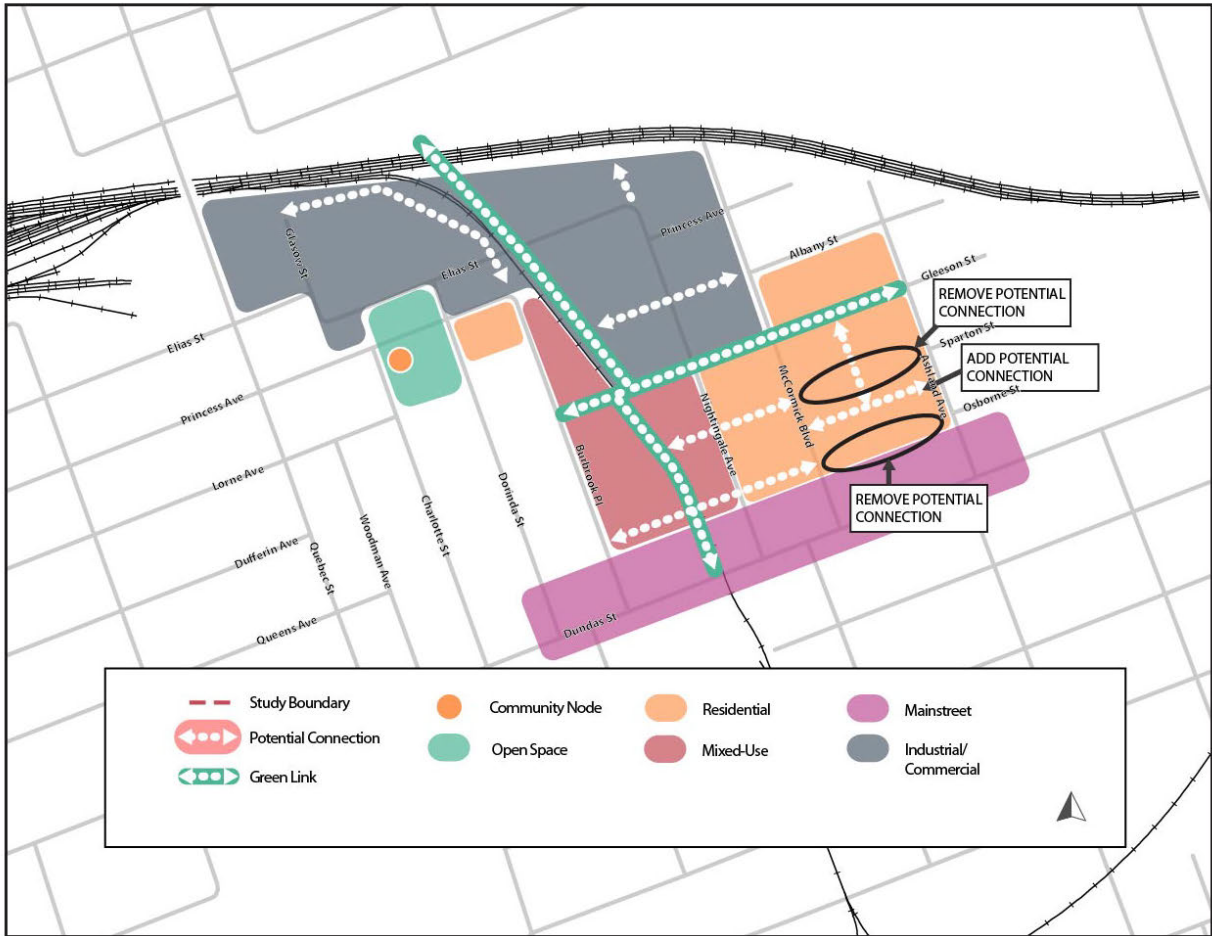 Princess Ave
Albany St
Gleeson St
Glasow St
Elias St
REMOVE POTENTIAL
CONNECTION
Sparton St
Elias St
ADD POTENTIAL
CONNECTION
Ashland Ave
McCormick Blvd
Osborne St
Princess Ave
Nightingale Ave
Burbrook Pl
Lorne Ave
Dorinda St
Charlotte St
REMOVE POTENTIAL
CONNECTION
Woodman Ave
Quebec St
Dufferin Ave
Queens Ave
Dundas St
Study Boundary
Community Node
Residential
Mainstreet
Potential Connection
Open Space
Mixed-Use
Industrial/
Commercial
Green Link